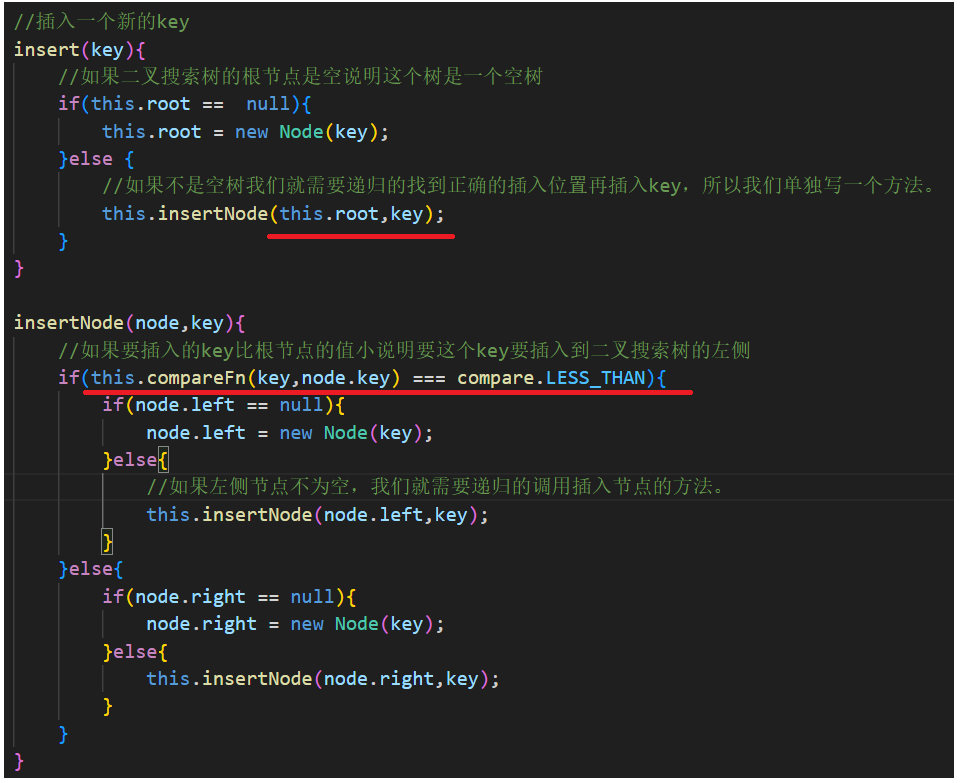 //插入一个新的key
insert(key){
//如果二叉搜索树的根节点是空说明这个树是一个空树
if(this.root ==  null){
this.root = new Node(key);
}else {
//如果不是空树我们就需要递归的找到正确的插入位置再插入key，所以我们单独写一个方法。
this.insertNode(this.root,key);
}
}
insertNode(node,key){
//如果要插入的key比根节点的值小说明要这个key要插入到二叉搜索树的左侧
if(this.compareFn(key,node.key) === compare.LESS_THAN){
if(node.left == null){
node.left = new Node(key);
}else{
//如果左侧节点不为空，我们就需要递归的调用插入节点的方法。
this.insertNode(node.left,key);
}
}else{
if(node.right == null){
node.right = new Node(key);
}else{
this.insertNode(node.right,key);
}
}
}